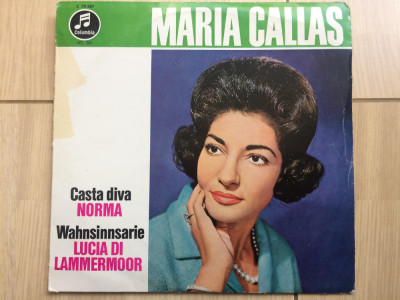 Columbia
MARIA CALLAS
Casta diva
NORMA
Wahnsinnsarie
LUCIA DI
LAMMERMOOR